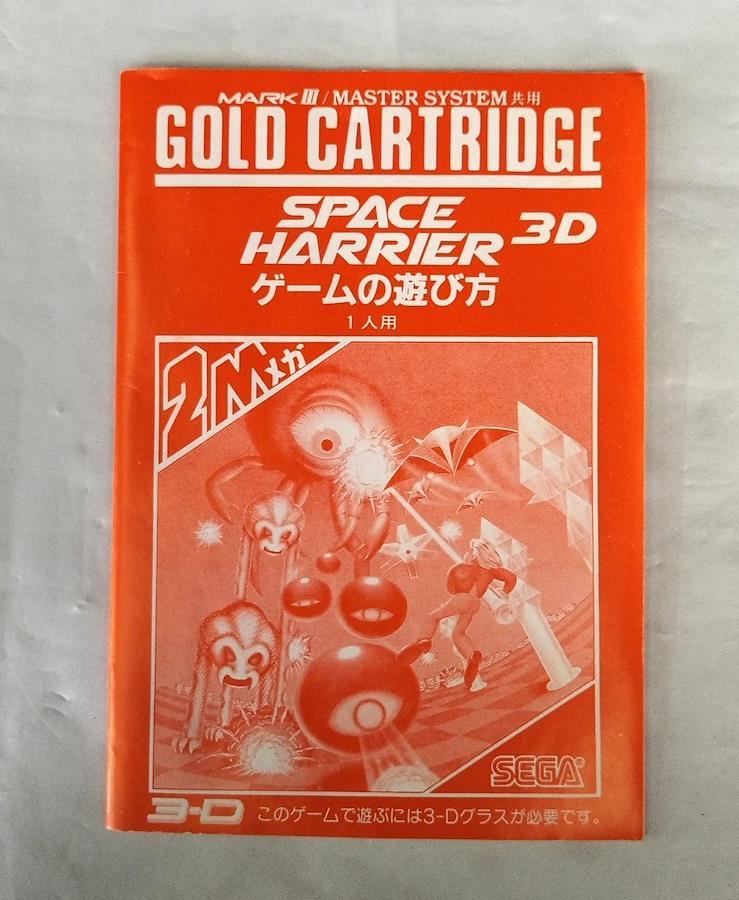 MARK III / MASTER SYSTEM 共用
GOLD CARTRIDGE
SPACE
HARRIER 3D
ゲームの遊び方
1人用
2Mメガ
SEGA®
3-D このゲームで遊ぶには3-Dグラスが必要です。